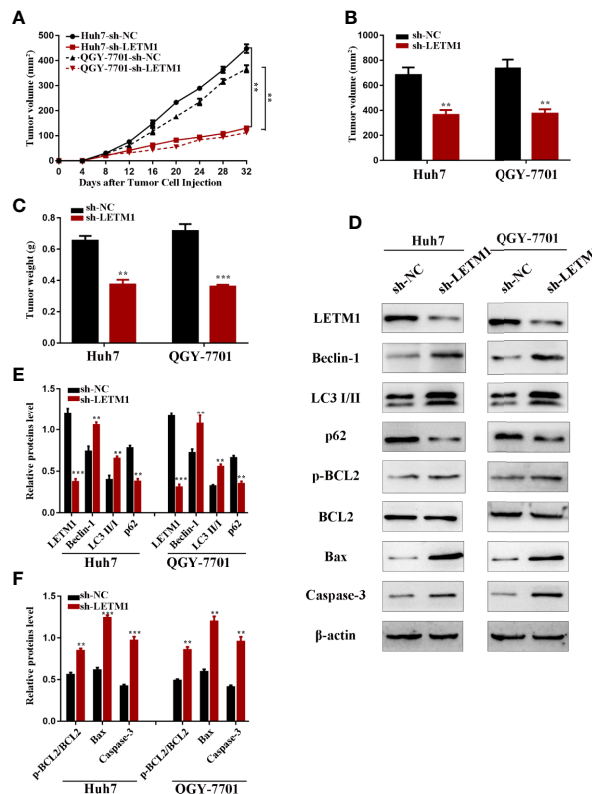 A
Huh7-sh-NC
Huh7-sh-LETM1
QGY-7701-sh-NC
QGY-7701-sh-LETM1
Tumor volume (mm²)
500
400
300
200
100
0
0 4 8 12 16 20 24 28 32
Days after Tumor Cell Injection
**
**
B
sh-NC
sh-LETM1
Tumor volume (mm²)
1000
800
600
400
200
0
**
**
Huh7 QGY-7701
C
sh-NC
sh-LETM1
Tumor weight (g)
0.9
0.6
0.3
0.0
**
***
Huh7 QGY-7701
D
Huh7 QGY-7701
sh-NC sh-LETM1 sh-NC sh-LETM
LETM1
Beclin-1
LC3 I/II
p62
p-BCL2
BCL2
Bax
Caspase-3
β-actin
E
sh-NC
sh-LETM1
Relative proteins level
1.5
1.0
0.5
0.0
*** ** ** ** *** ** ** **
LETM1 Beclin-1 LC3 II/I p62 LETM1 Beclin-1 LC3 II/I p62
Huh7 QGY-7701
F
sh-NC
sh-LETM1
Relative proteins level
1.5
1.0
0.5
0.0
** *** *** ** ** **
p-BCL2/BCL2 Bax Caspase-3 p-BCL2/BCL2 Bax Caspase-3
Huh7 QGY-7701